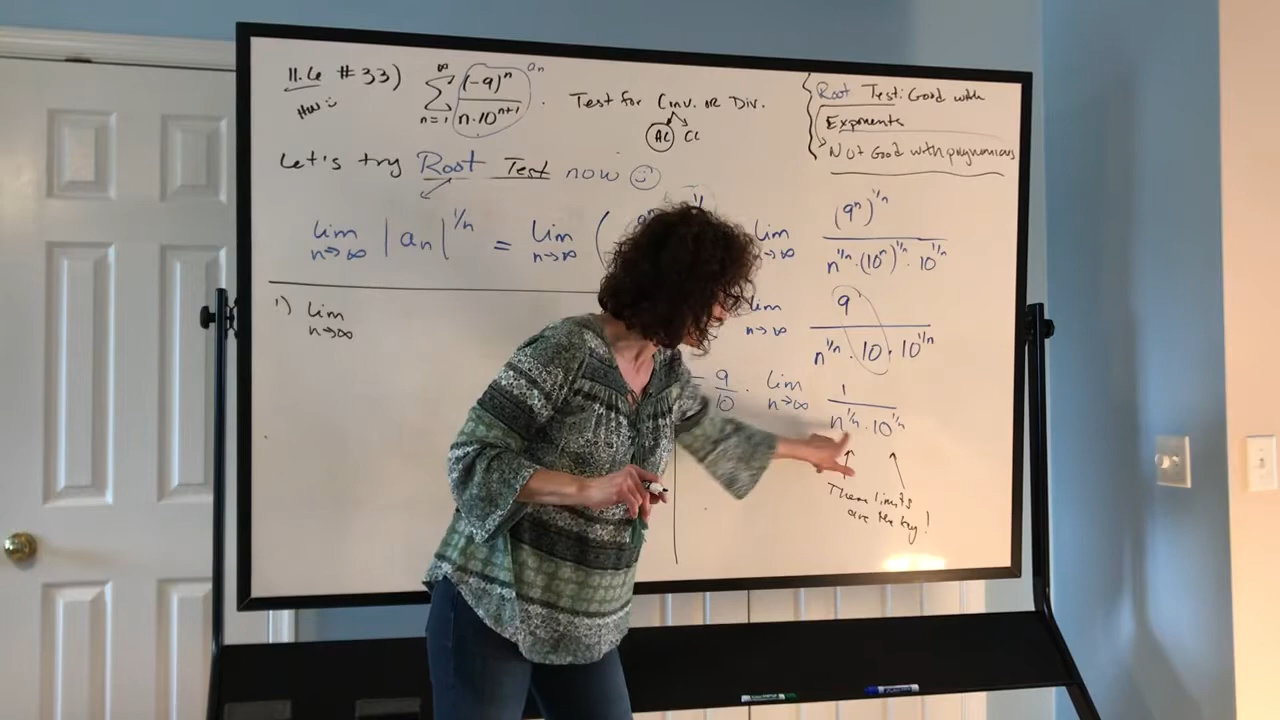 11.6 #33) ∞ Σ n=1 (-9)^n / n·10^(n+1) . a_n Test for Conv. or Div.
AC CC
Let's try Root Test now ☺
Root Test: Good with
Exponents
Not Good with polynomials
lim n→∞ |a_n|^(1/n) = lim n→∞ ( 9^n
lim n→∞ (9^n)^(1/n) / n^(1/n)·(10^n)^(1/n)·10^(1/n)
lim n→∞ 9 / n^(1/n)·10·10^(1/n)
= 9/10 · lim n→∞ 1 / n^(1/n)·10^(1/n)
These limits
are the key!
1) lim n→∞